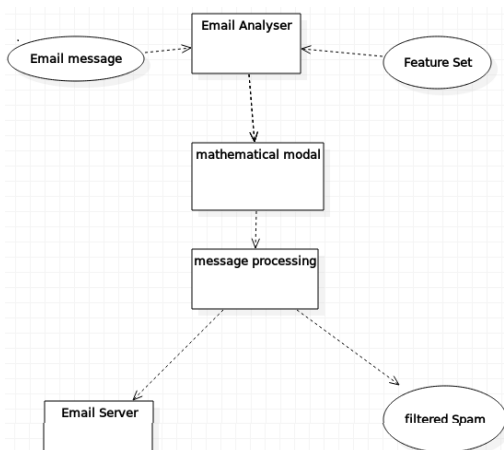 Email Analyser
Email message
Feature Set
mathematical modal
message processing
Email Server
filtered Spam